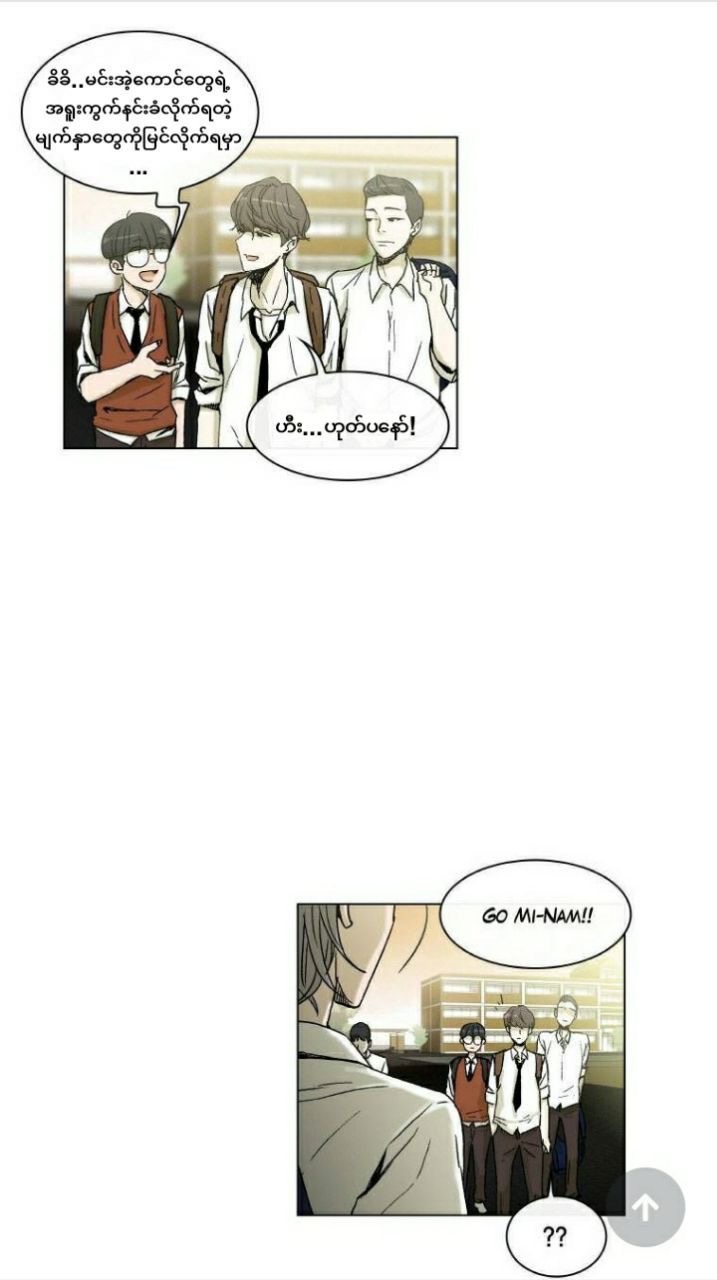 ခိခိ..မင်းအဲ့ကောင်တွေရဲ့
အရူးကွက်နင်းခံလိုက်ရတဲ့
မျက်နှာတွေကိုမြင်လိုက်ရမှာ
...
ဟီး...ဟုတ်ပနော်!
GO MI-NAM!!
??